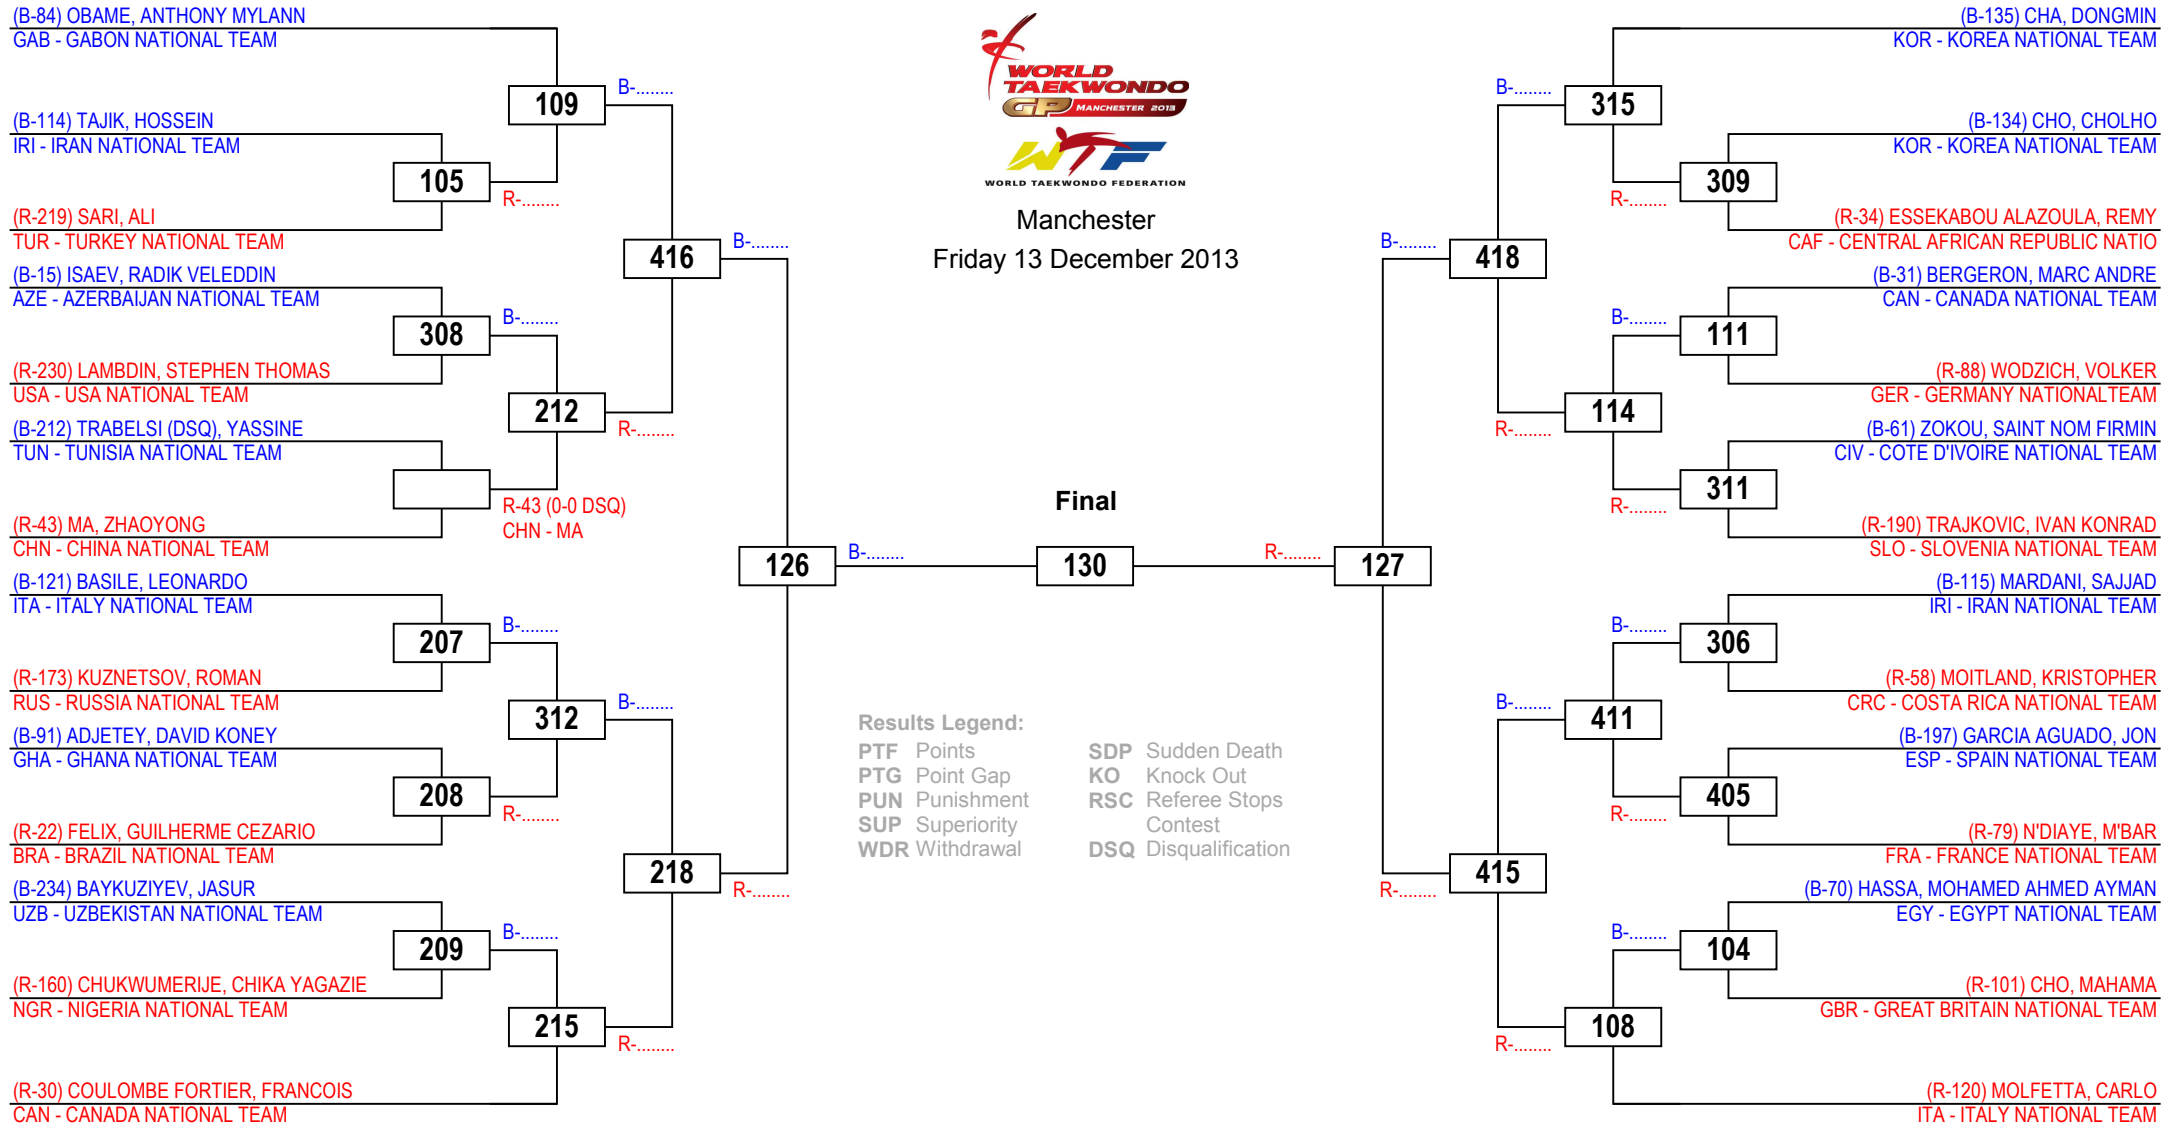 (B-84) OBAME, ANTHONY MYLANN
GAB - GABON NATIONAL TEAM
109
B-........
(B-114) TAJIK, HOSSEIN
IRI - IRAN NATIONAL TEAM
105
R-........
(R-219) SARI, ALI
TUR - TURKEY NATIONAL TEAM
416
B-........
(B-15) ISAEV, RADIK VELEDDIN
AZE - AZERBAIJAN NATIONAL TEAM
308
B-........
(R-230) LAMBDIN, STEPHEN THOMAS
USA - USA NATIONAL TEAM
212
R-........
(B-212) TRABELSI (DSQ), YASSINE
TUN - TUNISIA NATIONAL TEAM
R-43 (0-0 DSQ)
CHN - MA
(R-43) MA, ZHAOYONG
CHN - CHINA NATIONAL TEAM
126
B-........
(B-121) BASILE, LEONARDO
ITA - ITALY NATIONAL TEAM
207
B-........
(R-173) KUZNETSOV, ROMAN
RUS - RUSSIA NATIONAL TEAM
312
B-........
(B-91) ADJETEY, DAVID KONEY
GHA - GHANA NATIONAL TEAM
208
R-........
(R-22) FELIX, GUILHERME CEZARIO
BRA - BRAZIL NATIONAL TEAM
218
R-........
(B-234) BAYKUZIYEV, JASUR
UZB - UZBEKISTAN NATIONAL TEAM
209
B-........
(R-160) CHUKWUMERIJE, CHIKA YAGAZIE
NGR - NIGERIA NATIONAL TEAM
215
R-........
(R-30) COULOMBE FORTIER, FRANCOIS
CAN - CANADA NATIONAL TEAM
WORLD
TAEKWONDO
GP MANCHESTER 2013
WTF
WORLD TAEKWONDO FEDERATION
Manchester
Friday 13 December 2013
Final
130
Results Legend:
PTF Points
PTG Point Gap
PUN Punishment
SUP Superiority
WDR Withdrawal
SDP Sudden Death
KO Knock Out
RSC Referee Stops
Contest
DSQ Disqualification
(B-135) CHA, DONGMIN
KOR - KOREA NATIONAL TEAM
B-........
315
(B-134) CHO, CHOLHO
KOR - KOREA NATIONAL TEAM
R-........
309
(R-34) ESSEKABOU ALAZOULA, REMY
CAF - CENTRAL AFRICAN REPUBLIC NATIO
B-........
418
(B-31) BERGERON, MARC ANDRE
CAN - CANADA NATIONAL TEAM
B-........
111
(R-88) WODZICH, VOLKER
GER - GERMANY NATIONALTEAM
R-........
114
(B-61) ZOKOU, SAINT NOM FIRMIN
CIV - COTE D'IVOIRE NATIONAL TEAM
R-........
311
(R-190) TRAJKOVIC, IVAN KONRAD
SLO - SLOVENIA NATIONAL TEAM
R-........
127
(B-115) MARDANI, SAJJAD
IRI - IRAN NATIONAL TEAM
B-........
306
(R-58) MOITLAND, KRISTOPHER
CRC - COSTA RICA NATIONAL TEAM
B-........
411
(B-197) GARCIA AGUADO, JON
ESP - SPAIN NATIONAL TEAM
R-........
405
(R-79) N'DIAYE, M'BAR
FRA - FRANCE NATIONAL TEAM
R-........
415
(B-70) HASSA, MOHAMED AHMED AYMAN
EGY - EGYPT NATIONAL TEAM
B-........
104
(R-101) CHO, MAHAMA
GBR - GREAT BRITAIN NATIONAL TEAM
R-........
108
(R-120) MOLFETTA, CARLO
ITA - ITALY NATIONAL TEAM